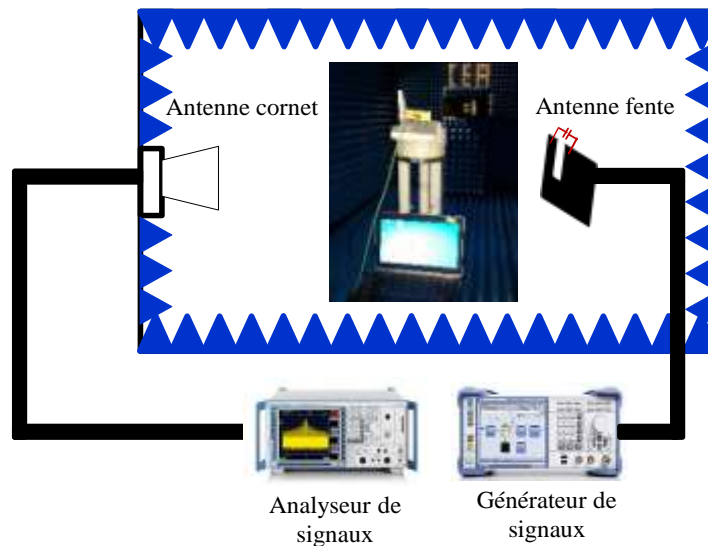 Antenne cornet
Antenne fente
Analyseur de
signaux
Générateur de
signaux